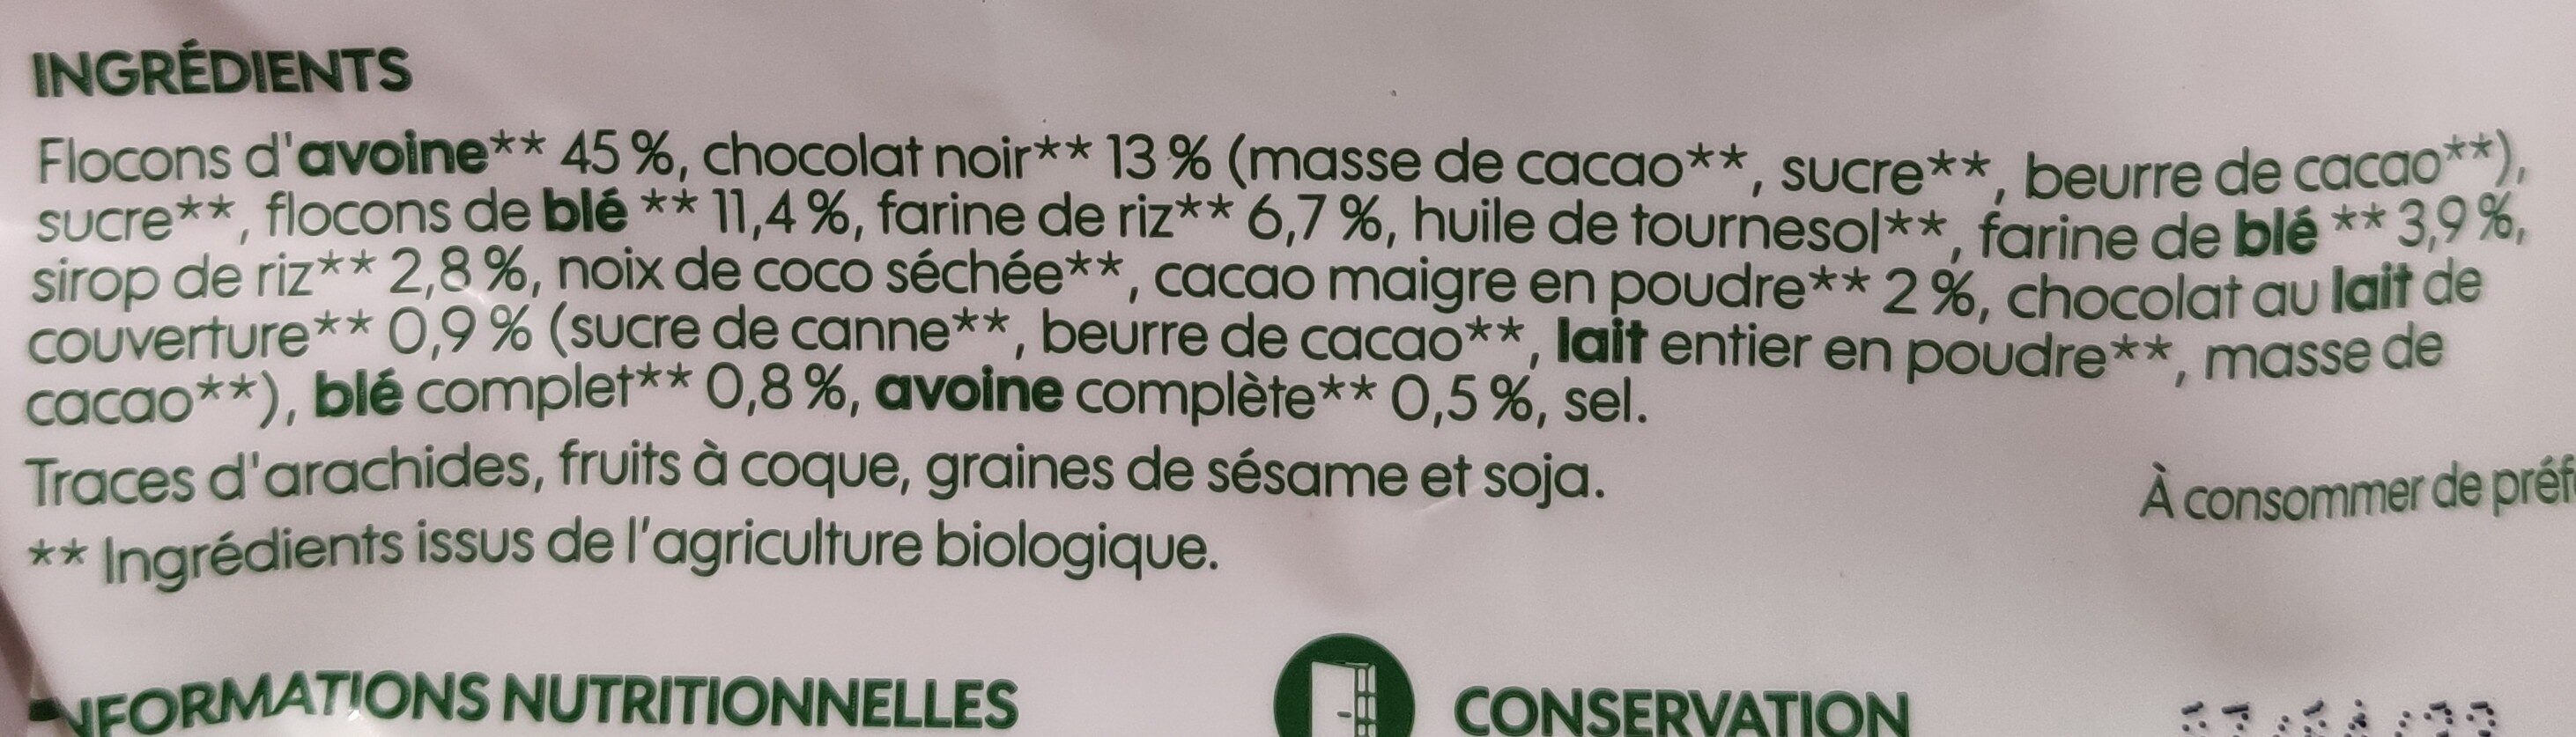 INGRÉDIENTS
Flocons d'avoine** 45 %, chocolat noir** 13 % (masse de cacao**, sucre**, beurre de cacao**),
sucre**, flocons de blé ** 11,4 %, farine de riz** 6,7 %, huile de tournesol**, farine de blé ** 3,9 %,
sirop de riz** 2,8 %, noix de coco séchée**, cacao maigre en poudre** 2 %, chocolat au lait de
couverture** 0,9 % (sucre de canne**, beurre de cacao**, lait entier en poudre**, masse de
cacao**), blé complet** 0,8 %, avoine complète** 0,5 %, sel.
Traces d'arachides, fruits à coque, graines de sésame et soja.
À consommer de préf
** Ingrédients issus de l'agriculture biologique.
NFORMATIONS NUTRITIONNELLES
CONSERVATION